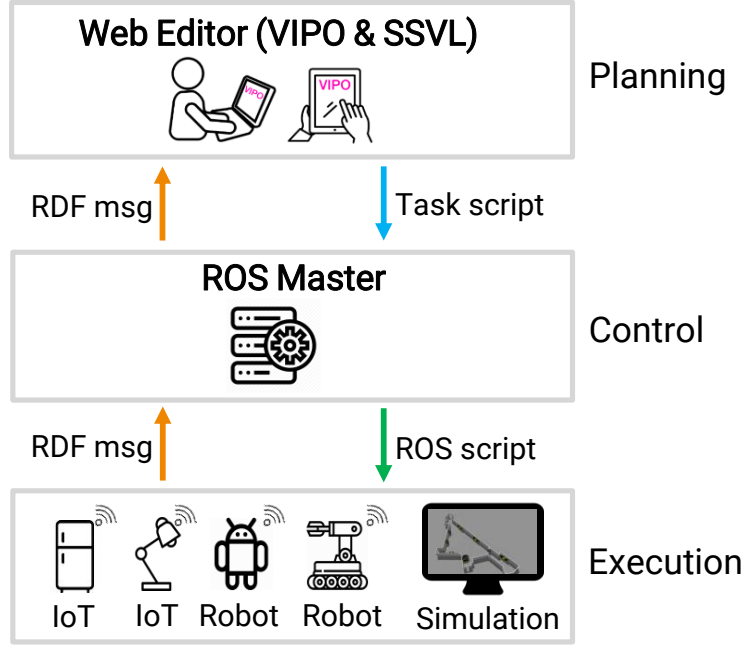 Web Editor (VIPO & SSVL)
VIPO
VIPO
Planning
RDF msg
Task script
ROS Master
Control
RDF msg
ROS script
IoT
IoT
Robot
Robot
Simulation
Execution